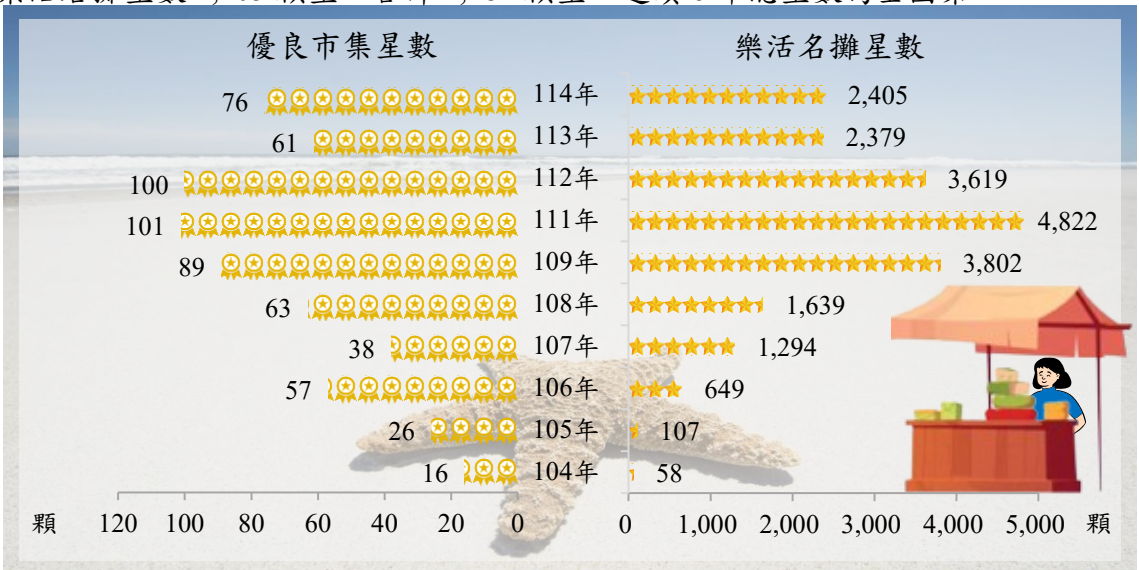 優良市集星數 樂活名攤星數
76 114年 2,405
61 113年 2,379
100 112年 3,619
101 111年 4,822
89 109年 3,802
63 108年 1,639
38 107年 1,294
57 106年 649
26 105年 107
16 104年 58
顆 120 100 80 60 40 20 0 0 1,000 2,000 3,000 4,000 5,000 顆